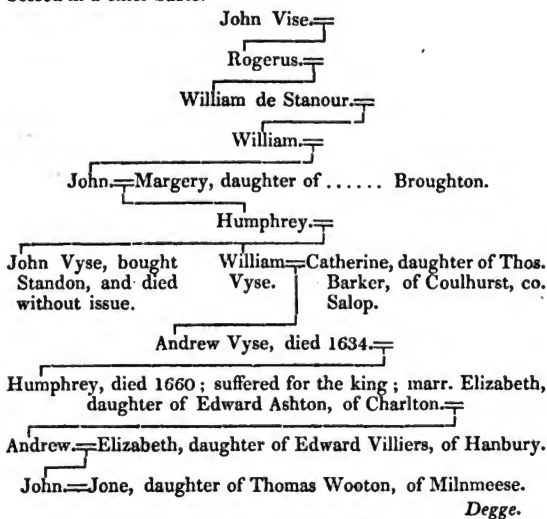 John Vise.
Rogerus.
William de Stanour.
William.
John. Margery, daughter of ...... Broughton.
Humphrey.
John Vyse, bought William Catherine, daughter of Thos.
Standon, and died Vyse. Barker, of Coulhurst, co.
without issue. Salop.
Andrew Vyse, died 1634.
Humphrey, died 1660; suffered for the king; marr. Elizabeth,
daughter of Edward Ashton, of Charlton.
Andrew. Elizabeth, daughter of Edward Villiers, of Hanbury.
John. Jone, daughter of Thomas Wooton, of Milnmeese.
Degge.